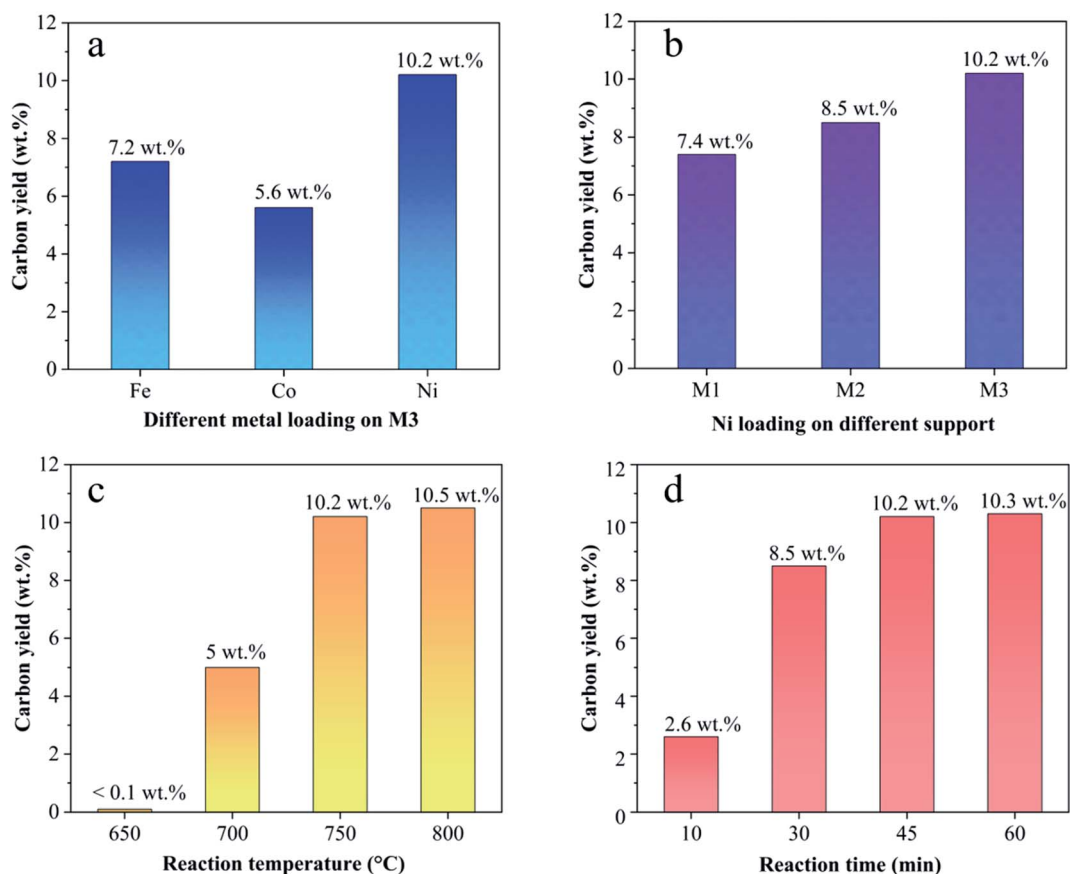 a
Carbon yield (wt.%)
12
10
8
6
4
2
0
7.2 wt.%
5.6 wt.%
10.2 wt.%
Fe
Co
Ni
Different metal loading on M3
b
Carbon yield (wt.%)
12
10
8
6
4
2
0
7.4 wt.%
8.5 wt.%
10.2 wt.%
M1
M2
M3
Ni loading on different support
c
Carbon yield (wt.%)
12
10
8
6
4
2
0
< 0.1 wt.%
5 wt.%
10.2 wt.%
10.5 wt.%
650
700
750
800
Reaction temperature (°C)
d
Carbon yield (wt.%)
12
10
8
6
4
2
0
2.6 wt.%
8.5 wt.%
10.2 wt.%
10.3 wt.%
10
30
45
60
Reaction time (min)